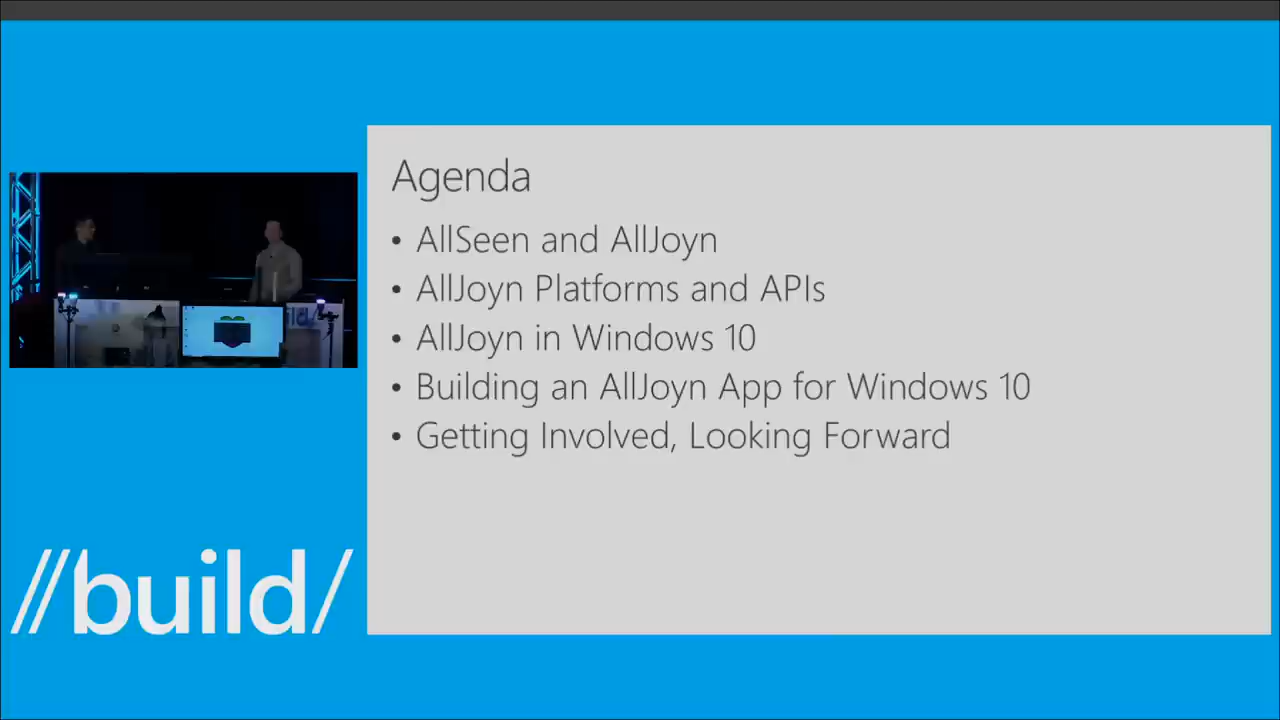 Agenda
• AllSeen and AllJoyn
• AllJoyn Platforms and APIs
• AllJoyn in Windows 10
• Building an AllJoyn App for Windows 10
• Getting Involved, Looking Forward
//build/